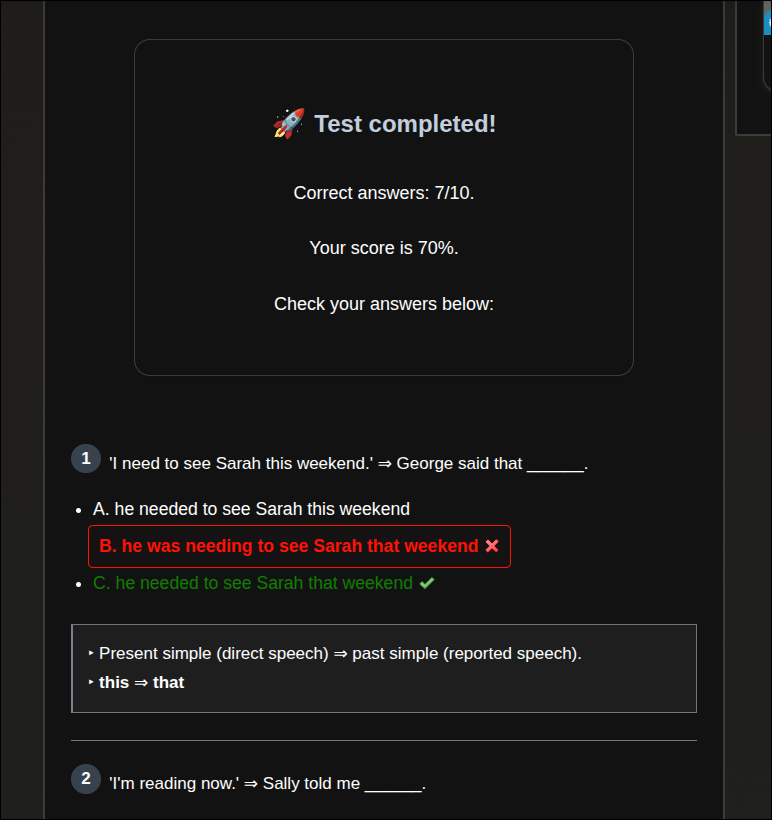 🚀 Test completed!
Correct answers: 7/10.
Your score is 70%.
Check your answers below:
1 'I need to see Sarah this weekend.' ⇒ George said that ______.
• A. he needed to see Sarah this weekend
B. he was needing to see Sarah that weekend ❌
• C. he needed to see Sarah that weekend ✔
‣ Present simple (direct speech) ⇒ past simple (reported speech).
‣ this ⇒ that
2 'I'm reading now.' ⇒ Sally told me ______.